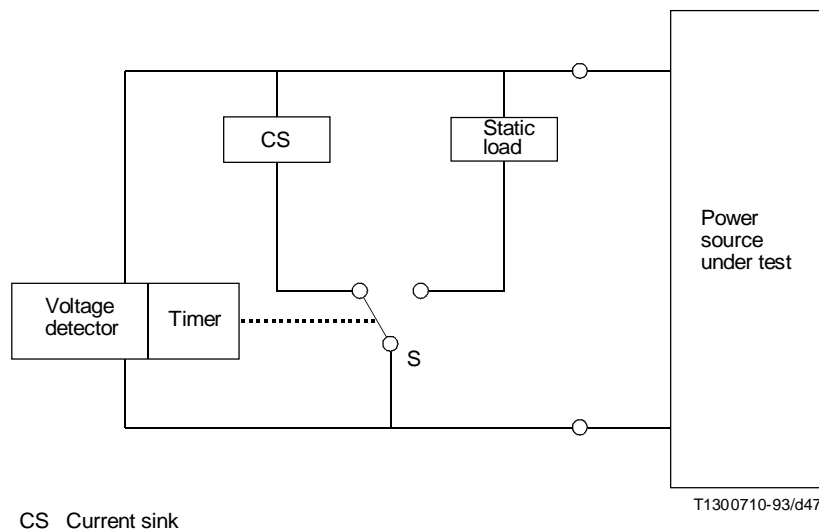 CS
Static
load
Power
source
under test
Voltage
detector
Timer
S
T1300710-93/d47
CS Current sink